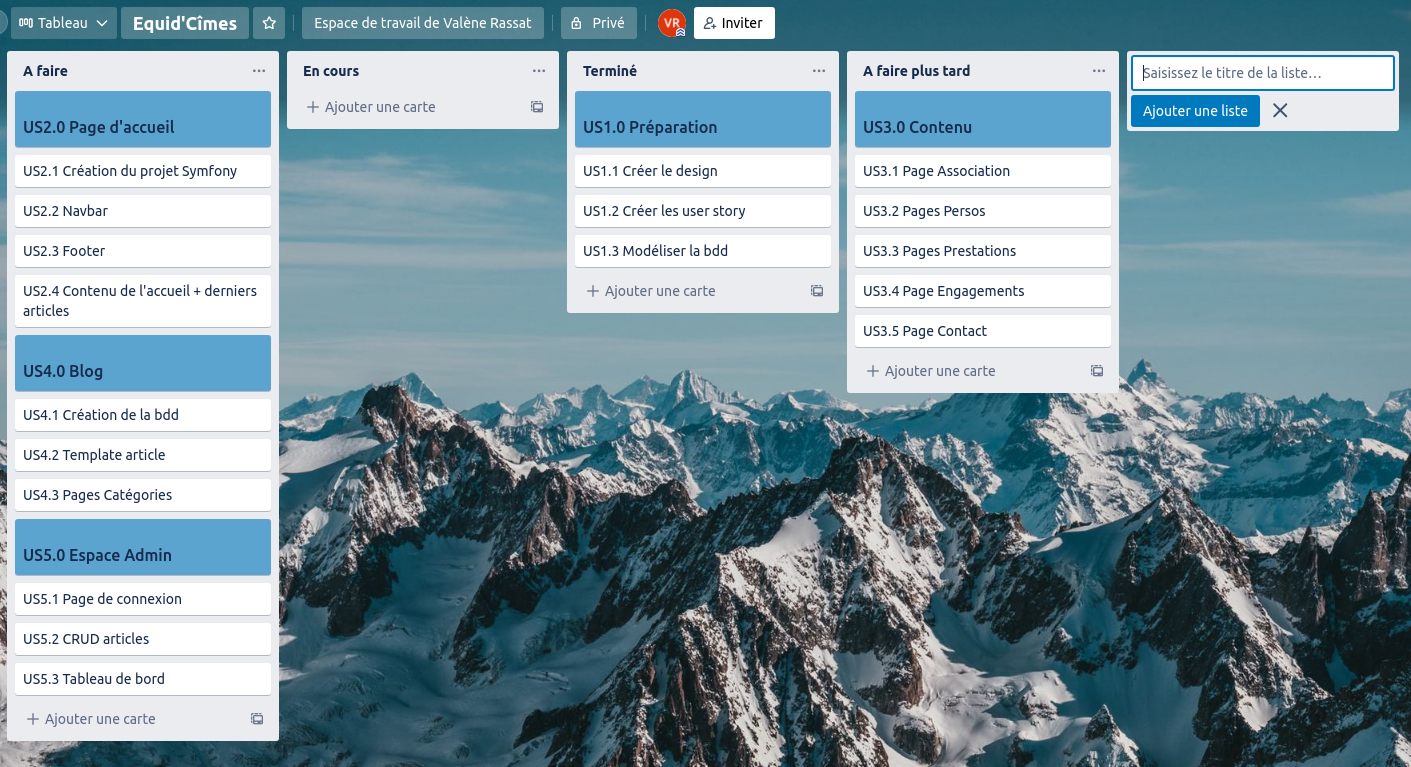 Tableau
Equid'Cîmes
Espace de travail de Valène Rassat
Privé
VR
Inviter
A faire
US2.0 Page d'accueil
US2.1 Création du projet Symfony
US2.2 Navbar
US2.3 Footer
US2.4 Contenu de l'accueil + derniers
articles
US4.0 Blog
US4.1 Création de la bdd
US4.2 Template article
US4.3 Pages Catégories
US5.0 Espace Admin
US5.1 Page de connexion
US5.2 CRUD articles
US5.3 Tableau de bord
Ajouter une carte
En cours
Ajouter une carte
Terminé
US1.0 Préparation
US1.1 Créer le design
US1.2 Créer les user story
US1.3 Modéliser la bdd
Ajouter une carte
A faire plus tard
US3.0 Contenu
US3.1 Page Association
US3.2 Pages Persos
US3.3 Pages Prestations
US3.4 Page Engagements
US3.5 Page Contact
Ajouter une carte
Saisissez le titre de la liste…
Ajouter une liste